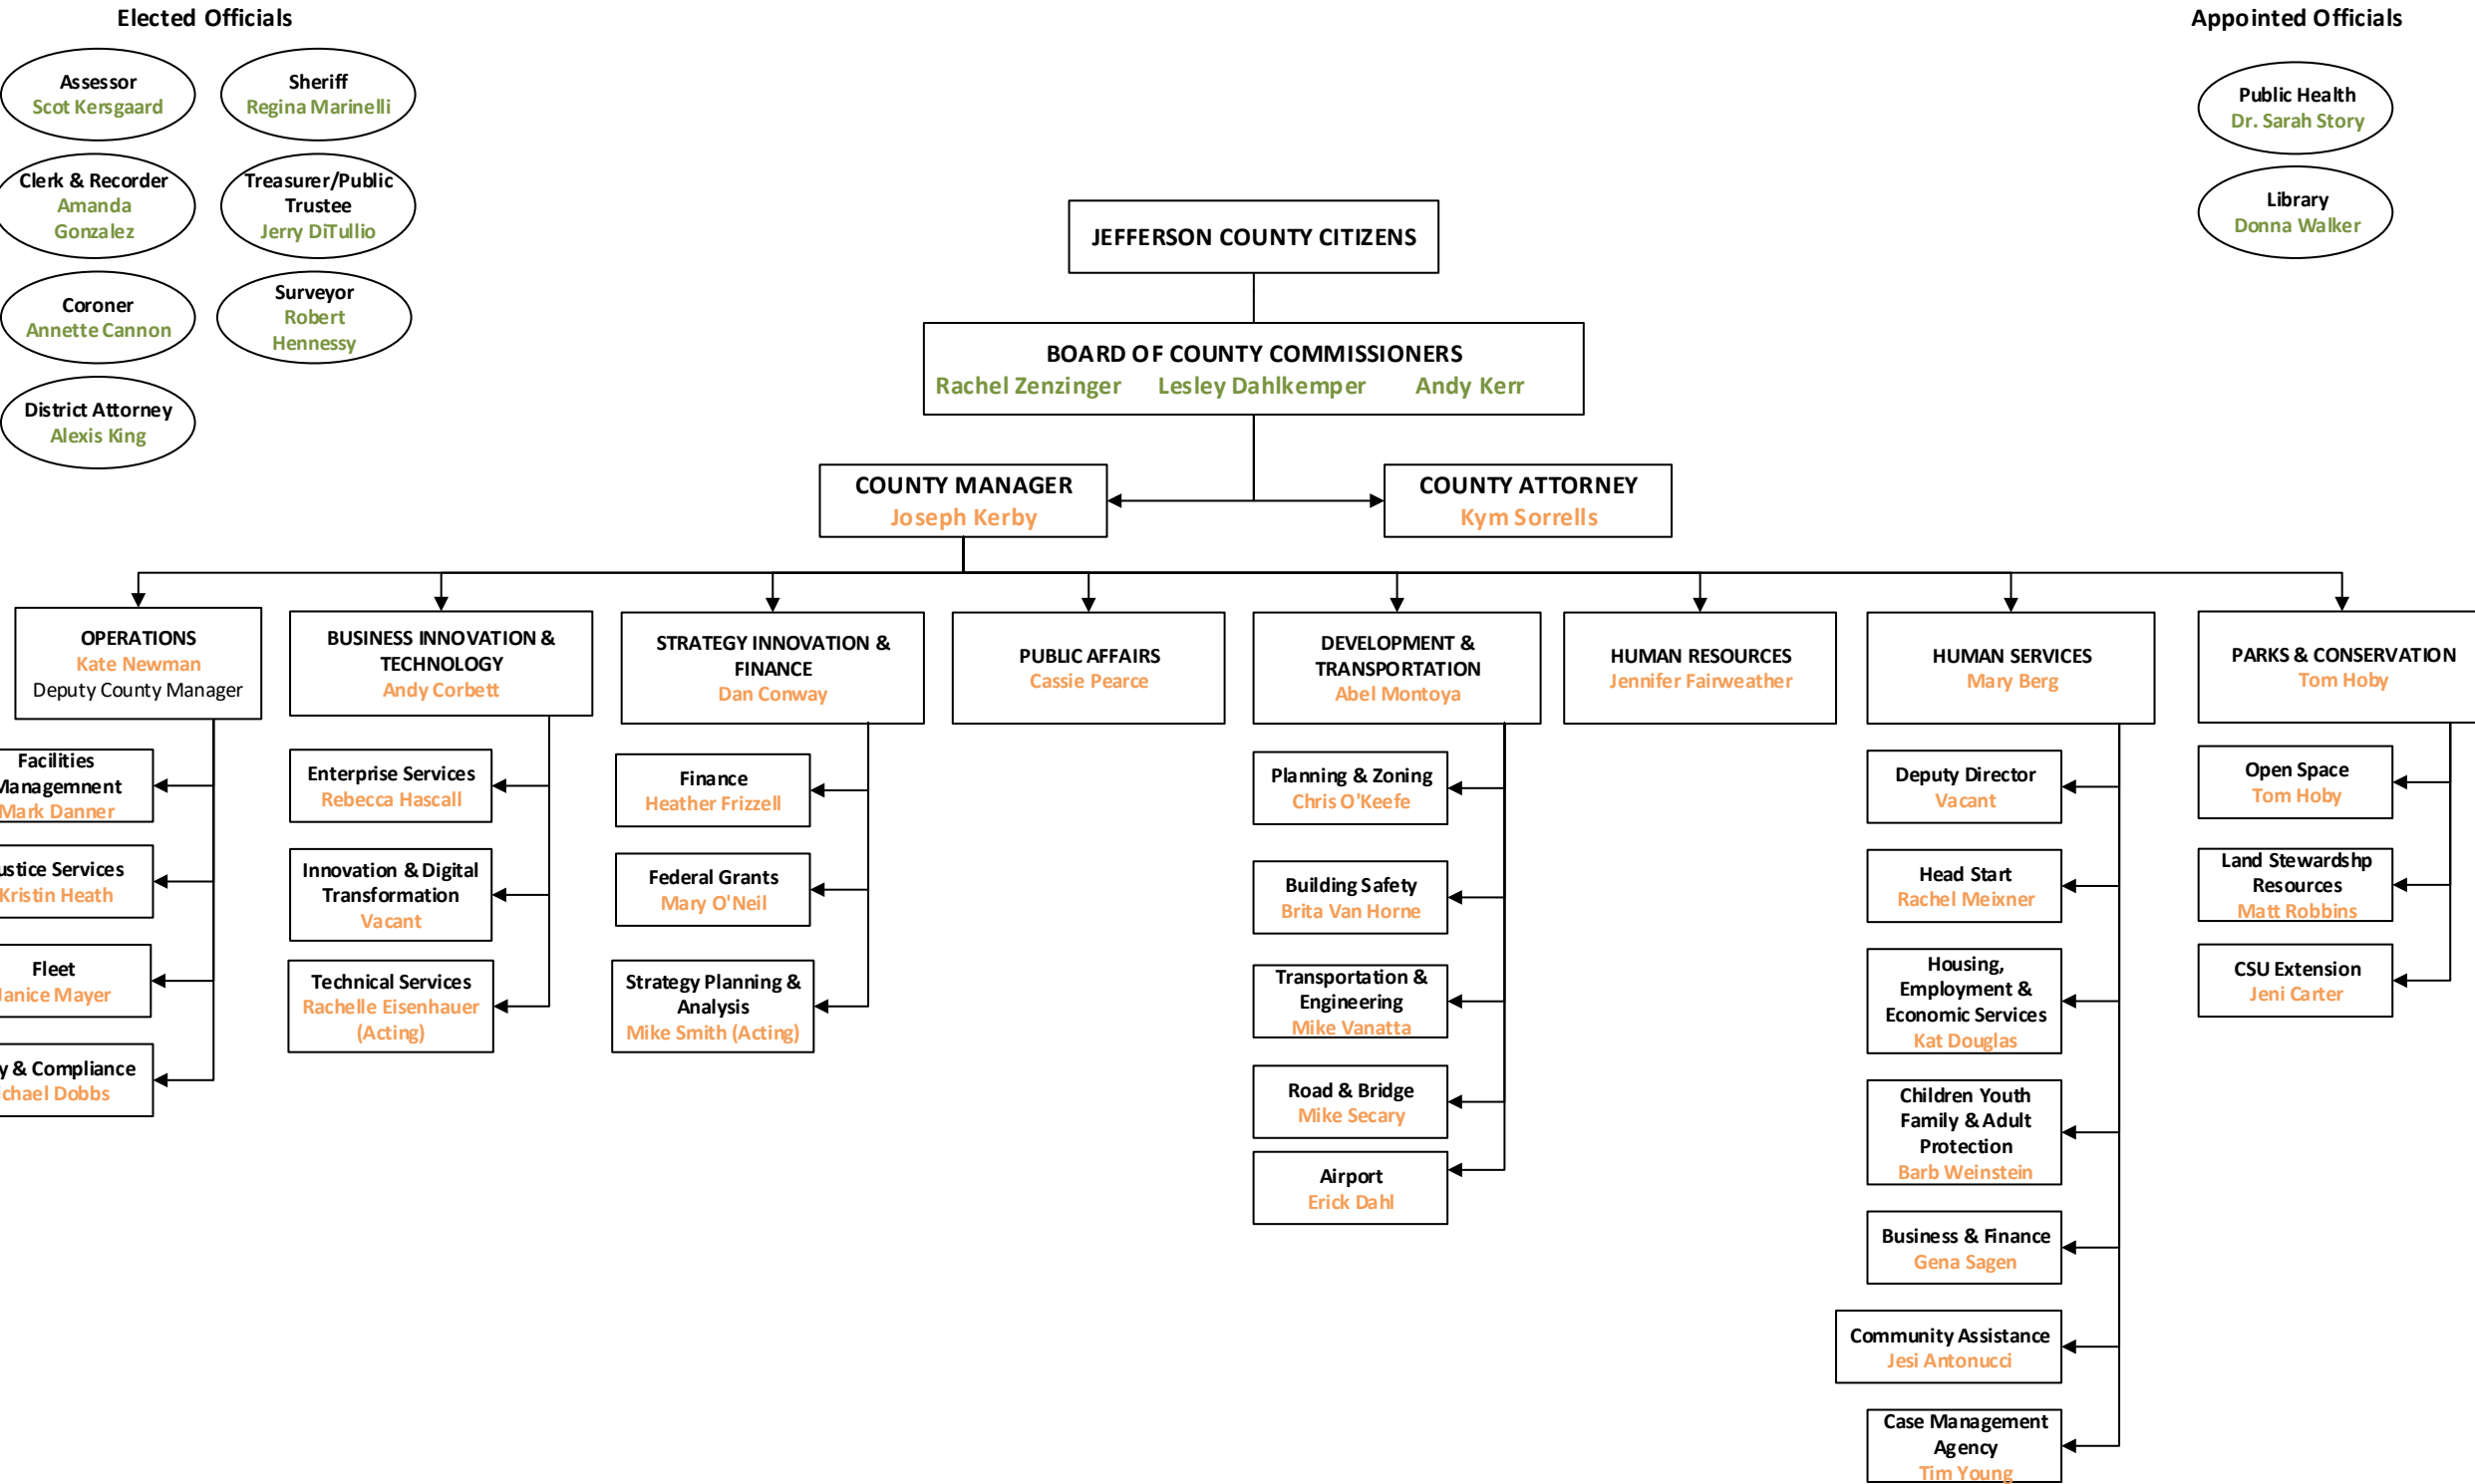 Elected Officials
Appointed Officials
Assessor
Scot Kersgaard
Sheriff
Regina Marinelli
Clerk & Recorder
Amanda
Gonzalez
Treasurer/Public
Trustee
Jerry DiTullio
Coroner
Annette Cannon
Surveyor
Robert
Hennessy
District Attorney
Alexis King
Public Health
Dr. Sarah Story
Library
Donna Walker
JEFFERSON COUNTY CITIZENS
BOARD OF COUNTY COMMISSIONERS
Rachel Zenzinger Lesley Dahlkemper Andy Kerr
COUNTY MANAGER
Joseph Kerby
COUNTY ATTORNEY
Kym Sorrells
OPERATIONS
Kate Newman
Deputy County Manager
Facilities
Managemnent
Mark Danner
ustice Services
Kristin Heath
Fleet
Janice Mayer
y & Compliance
ichael Dobbs
BUSINESS INNOVATION &
TECHNOLOGY
Andy Corbett
Enterprise Services
Rebecca Hascall
Innovation & Digital
Transformation
Vacant
Technical Services
Rachelle Eisenhauer
(Acting)
STRATEGY INNOVATION &
FINANCE
Dan Conway
Finance
Heather Frizzell
Federal Grants
Mary O'Neil
Strategy Planning &
Analysis
Mike Smith (Acting)
PUBLIC AFFAIRS
Cassie Pearce
DEVELOPMENT &
TRANSPORTATION
Abel Montoya
Planning & Zoning
Chris O'Keefe
Building Safety
Brita Van Horne
Transportation &
Engineering
Mike Vanatta
Road & Bridge
Mike Secary
Airport
Erick Dahl
HUMAN RESOURCES
Jennifer Fairweather
HUMAN SERVICES
Mary Berg
Deputy Director
Vacant
Head Start
Rachel Meixner
Housing,
Employment &
Economic Services
Kat Douglas
Children Youth
Family & Adult
Protection
Barb Weinstein
Business & Finance
Gena Sagen
Community Assistance
Jesi Antonucci
Case Management
Agency
Tim Young
PARKS & CONSERVATION
Tom Hoby
Open Space
Tom Hoby
Land Stewardshp
Resources
Matt Robbins
CSU Extension
Jeni Carter